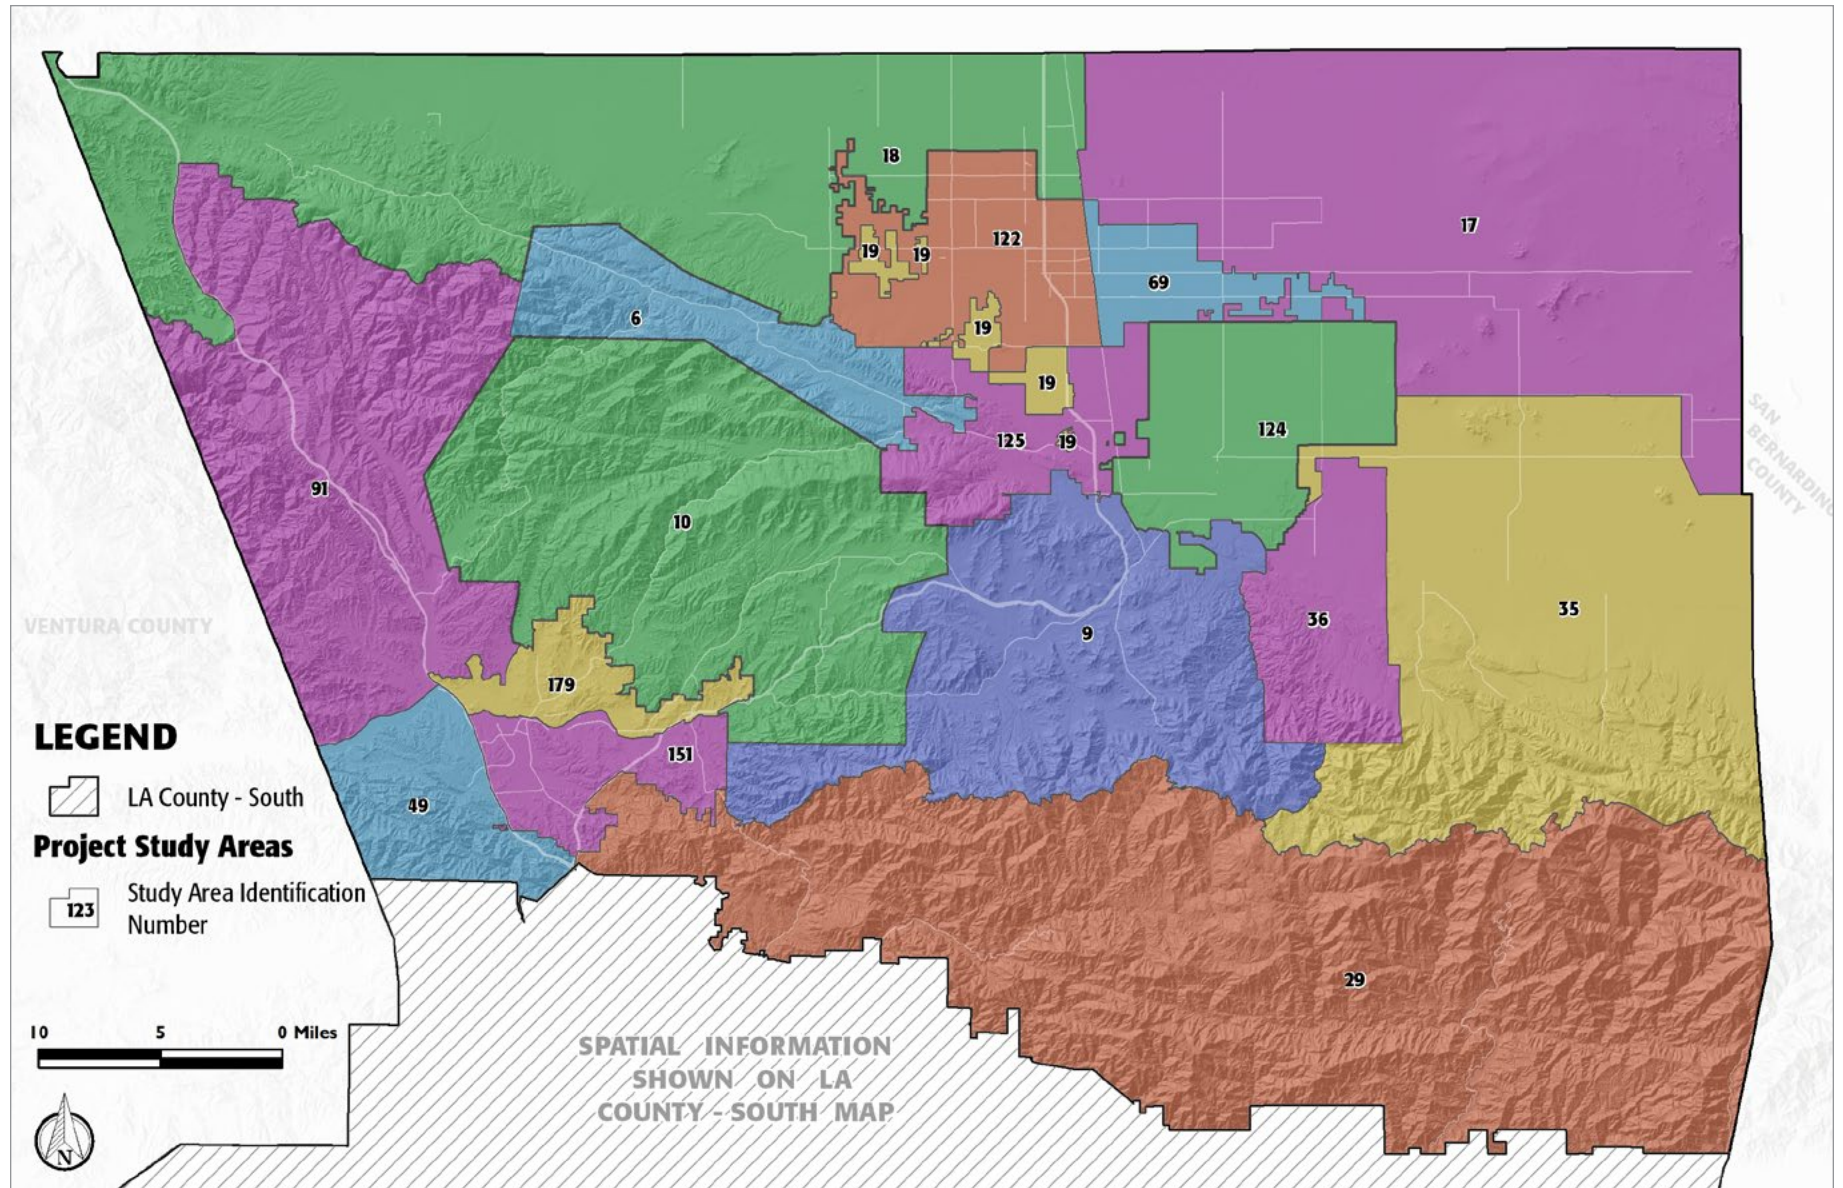 18
17
19
19
122
69
6
19
19
SAN
BERNARDINO
COUNTY
125
19
124
91
10
VENTURA COUNTY
36
35
9
179
LEGEND
151
LA County - South
49
Project Study Areas
123
Study Area Identification
Number
29
10 5 0 Miles
SPATIAL INFORMATION
SHOWN ON LA
COUNTY - SOUTH MAP
N